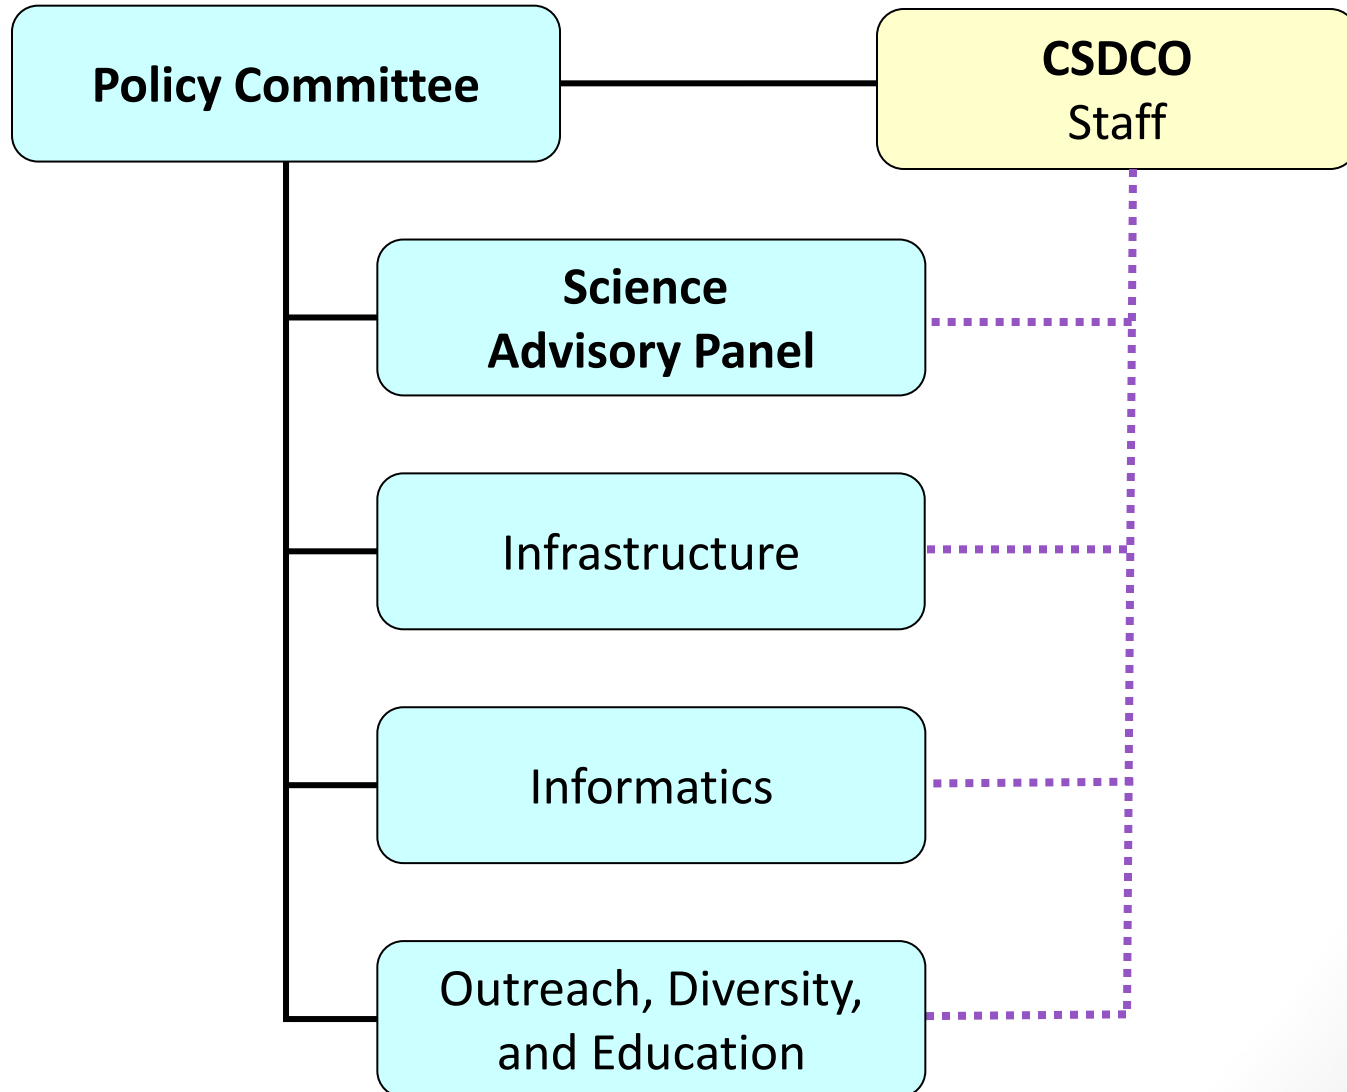 Policy Committee
CSDCO
Staff
Science
Advisory Panel
Infrastructure
Informatics
Outreach, Diversity,
and Education